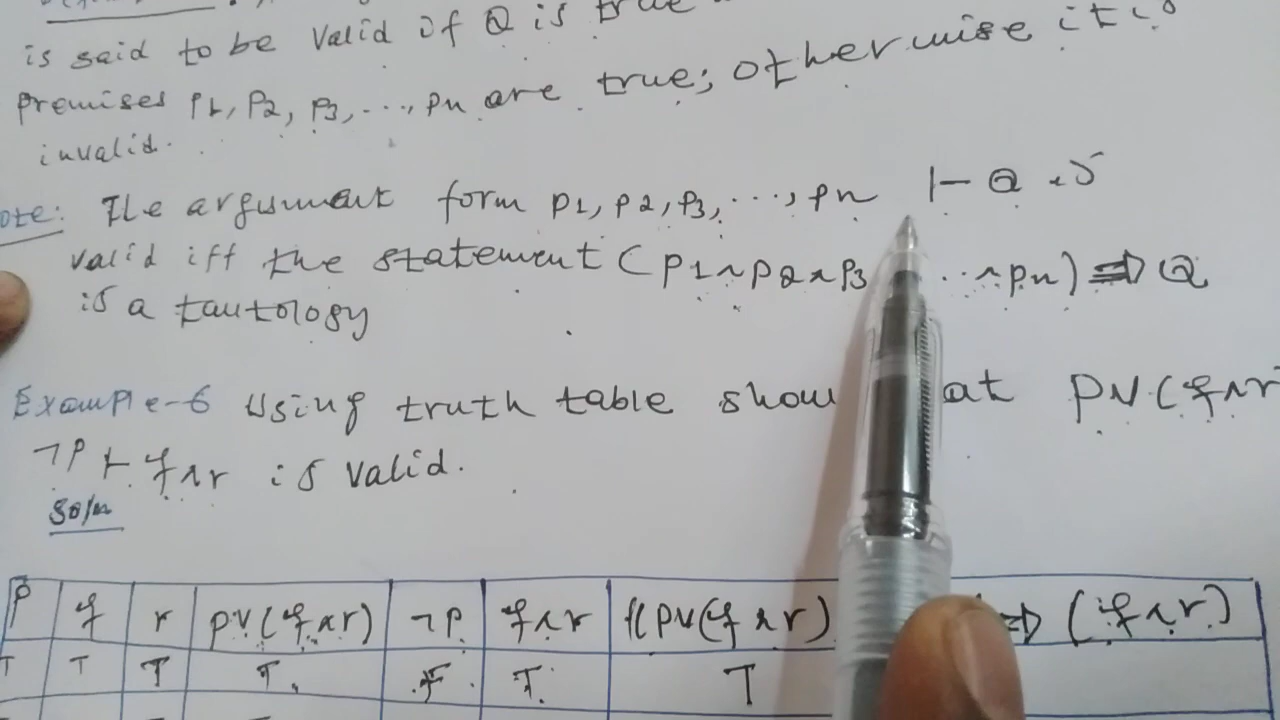 is said to be valid if Q is true
premises P1, P2, P3, ..., Pn are true; otherwise it is
invalid.
ote: The argument form P1, P2, P3, ..., Pn ⊢ Q is
valid iff the statement (P1 ∧ P2 ∧ P3 ... ∧ Pn) ⇒ Q
is a tautology
Example-6 Using truth table show at P∨(q∧r
¬P ⊢ q∧r is valid.
Soln
P q r P∨(q∧r) ¬P q∧r [(P∨(q∧r) ⇒ (q∧r)
T T T T F T T